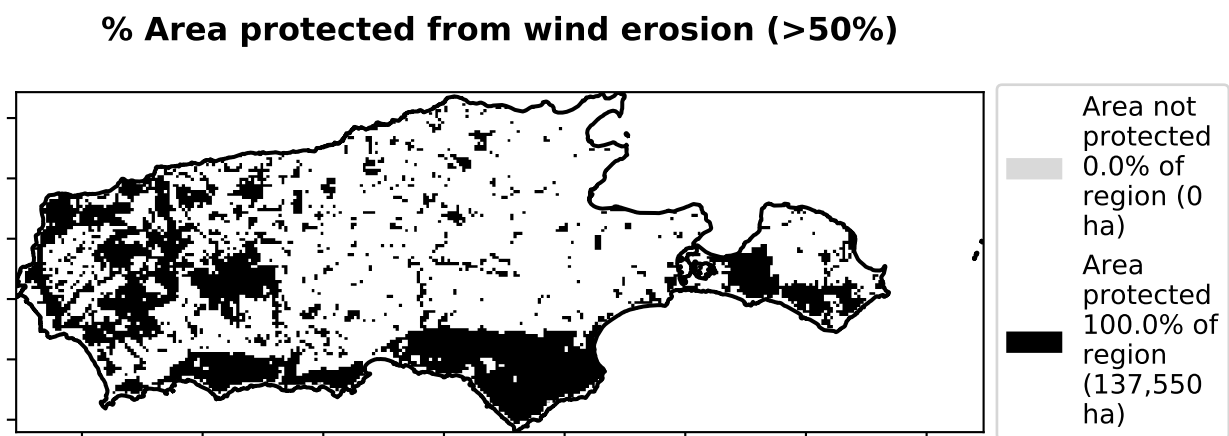 % Area protected from wind erosion (>50%)
Area not
protected
0.0% of
region (0
ha)
Area
protected
100.0% of
region
(137,550
ha)